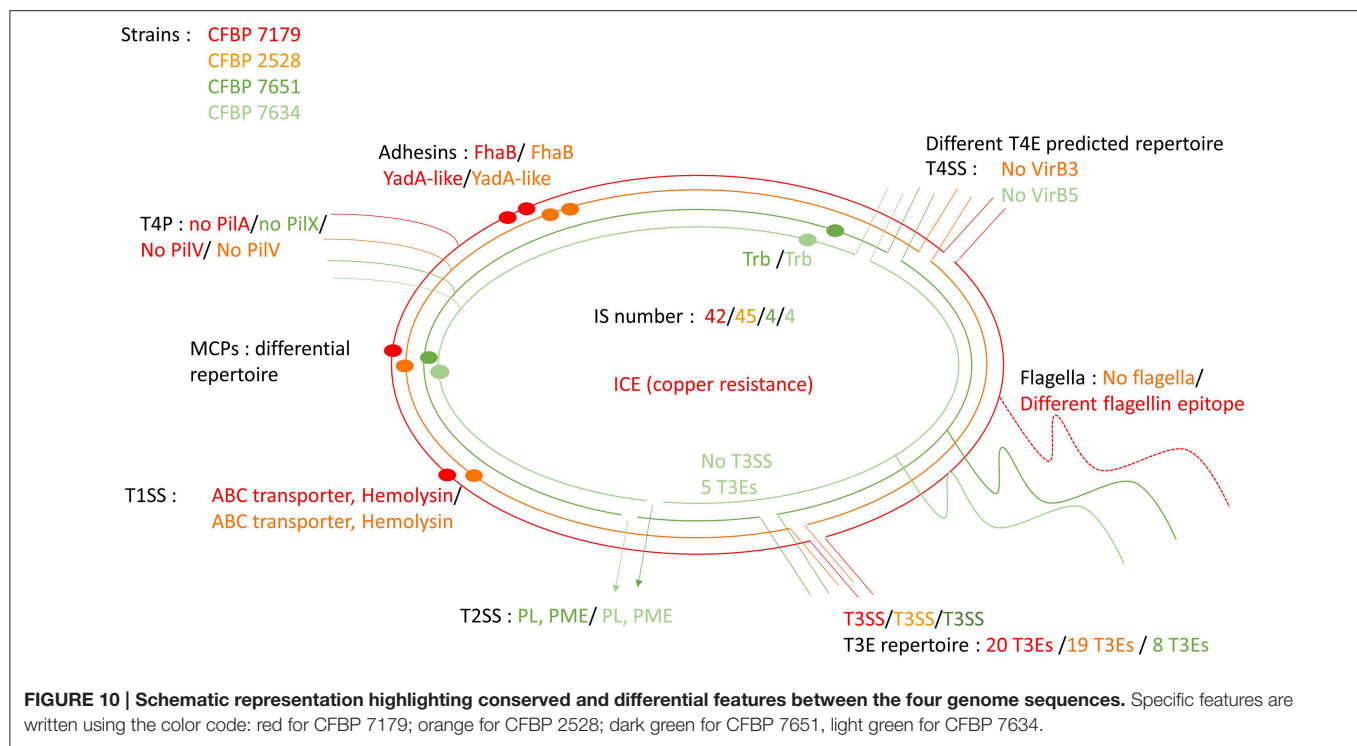 Strains : CFBP 7179
CFBP 2528
CFBP 7651
CFBP 7634
Adhesins : FhaB/ FhaB
YadA-like/YadA-like
Different T4E predicted repertoire
T4SS : No VirB3
No VirB5
T4P : no PilA/no PilX/
No PilV/ No PilV
Trb /Trb
IS number : 42/45/4/4
MCPs : differential
repertoire
ICE (copper resistance)
Flagella : No flagella/
Different flagellin epitope
No T3SS
5 T3Es
T1SS : ABC transporter, Hemolysin/
ABC transporter, Hemolysin
T2SS : PL, PME/ PL, PME
T3SS/T3SS/T3SS
T3E repertoire : 20 T3Es /19 T3Es / 8 T3Es
FIGURE 10 | Schematic representation highlighting conserved and differential features between the four genome sequences. Specific features are
written using the color code: red for CFBP 7179; orange for CFBP 2528; dark green for CFBP 7651, light green for CFBP 7634.